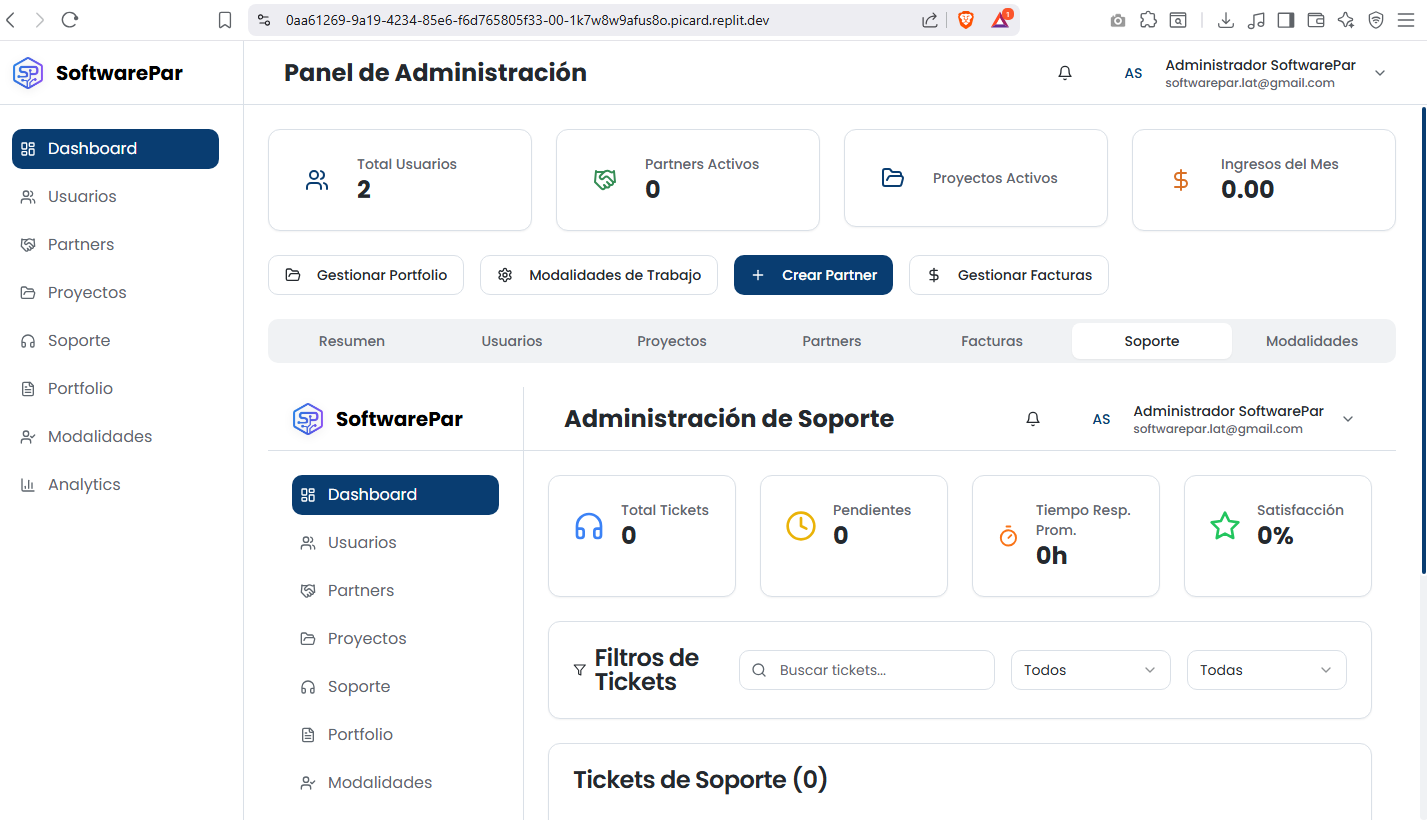 0aa61269-9a19-4234-85e6-f6d765805f33-00-1k7w8w9afus8o.picard.replit.dev
1
SoftwarePar
Panel de Administración
AS
Administrador SoftwarePar
softwarepar.lat@gmail.com
Dashboard
Usuarios
Partners
Proyectos
Soporte
Portfolio
Modalidades
Analytics
Total Usuarios
2
Partners Activos
0
Proyectos Activos
Ingresos del Mes
0.00
Gestionar Portfolio
Modalidades de Trabajo
Crear Partner
Gestionar Facturas
Resumen
Usuarios
Proyectos
Partners
Facturas
Soporte
Modalidades
SoftwarePar
Administración de Soporte
AS
Administrador SoftwarePar
softwarepar.lat@gmail.com
Dashboard
Usuarios
Partners
Proyectos
Soporte
Portfolio
Modalidades
Total Tickets
0
Pendientes
0
Tiempo Resp.
Prom.
0h
Satisfacción
0%
Filtros de
Tickets
Buscar tickets...
Todos
Todas
Tickets de Soporte (0)